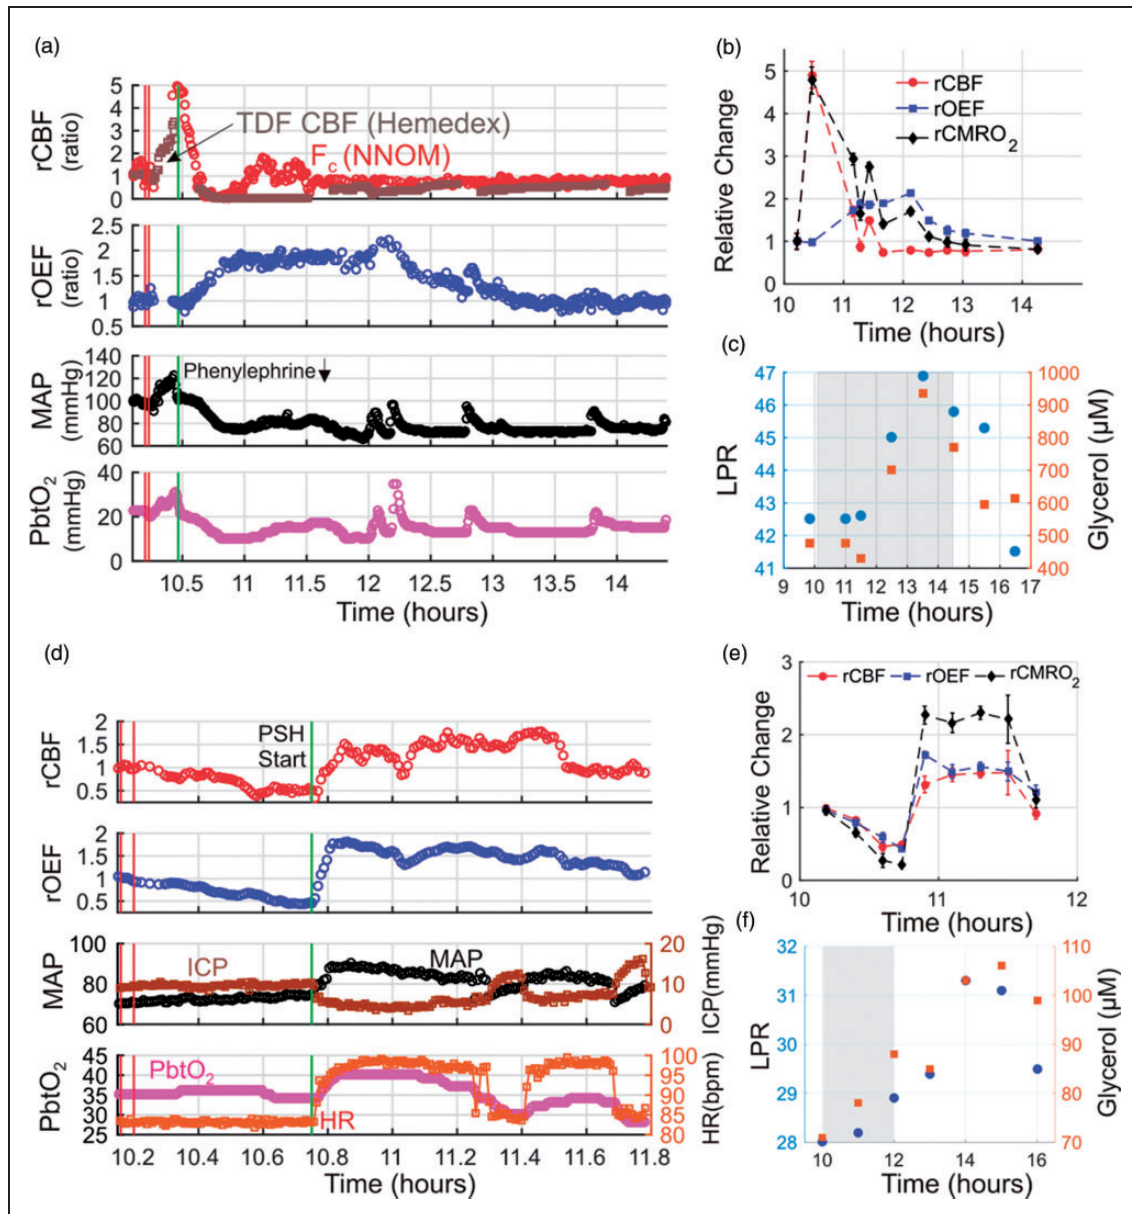 (a)
rCBF
(ratio)
5
4
3
2
1
0
TDF CBF (Hemedex)
Fc (NNOM)
rOEF
(ratio)
2.5
2
1.5
1
0.5
MAP
(mmHg)
140
120
100
80
60
Phenylephrine
PbtO2
(mmHg)
40
20
0
10.5 11 11.5 12 12.5 13 13.5 14
Time (hours)
(b)
Relative Change
5
4
3
2
1
0
rCBF
rOEF
rCMRO2
10 11 12 13 14
Time (hours)
(c)
LPR
47
46
45
44
43
42
41
1000
900
800
700
600
500
400
Glycerol (μM)
9 10 11 12 13 14 15 16 17
Time (hours)
(d)
rCBF
2
1.5
1
0.5
PSH
Start
rOEF
2
1.5
1
0.5
MAP
100
80
60
ICP
MAP
20
10
0
ICP(mmHg)
PbtO2
45
40
35
30
25
PbtO2
HR
100
95
90
85
80
HR(bpm)
10.2 10.4 10.6 10.8 11 11.2 11.4 11.6 11.8
Time (hours)
(e)
Relative Change
3
2
1
0
rCBF rOEF rCMRO2
10 11 12
Time (hours)
(f)
LPR
32
31
30
29
28
110
100
90
80
70
Glycerol (μM)
10 12 14 16
Time (hours)